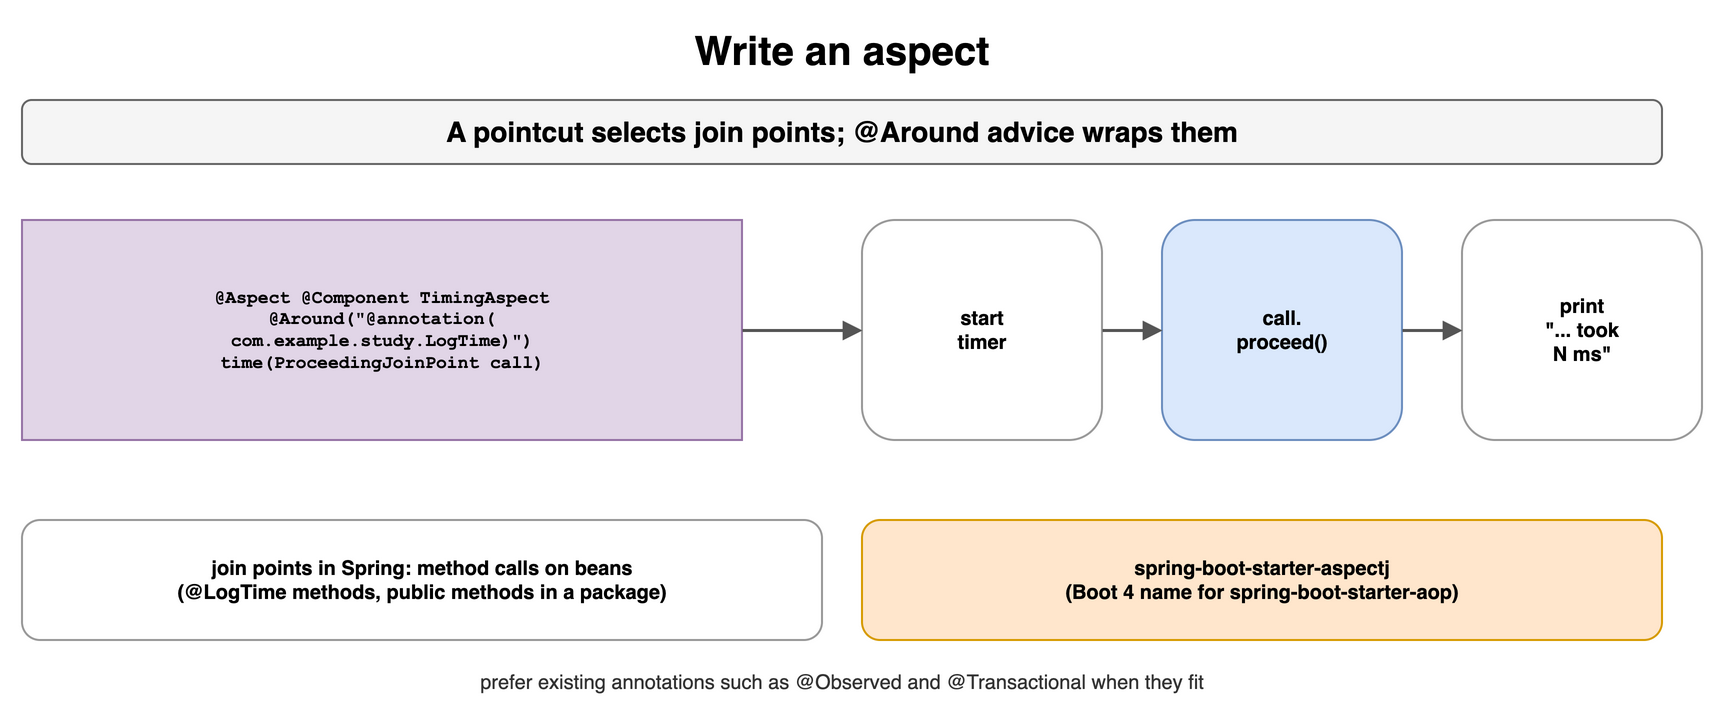 Write an aspect
A pointcut selects join points; @Around advice wraps them
@Aspect @Component TimingAspect
@Around("@annotation(
com.example.study.LogTime)")
time(ProceedingJoinPoint call)
start
timer
call.
proceed()
print
"... took
N ms"
join points in Spring: method calls on beans
(@LogTime methods, public methods in a package)
spring-boot-starter-aspectj
(Boot 4 name for spring-boot-starter-aop)
prefer existing annotations such as @Observed and @Transactional when they fit